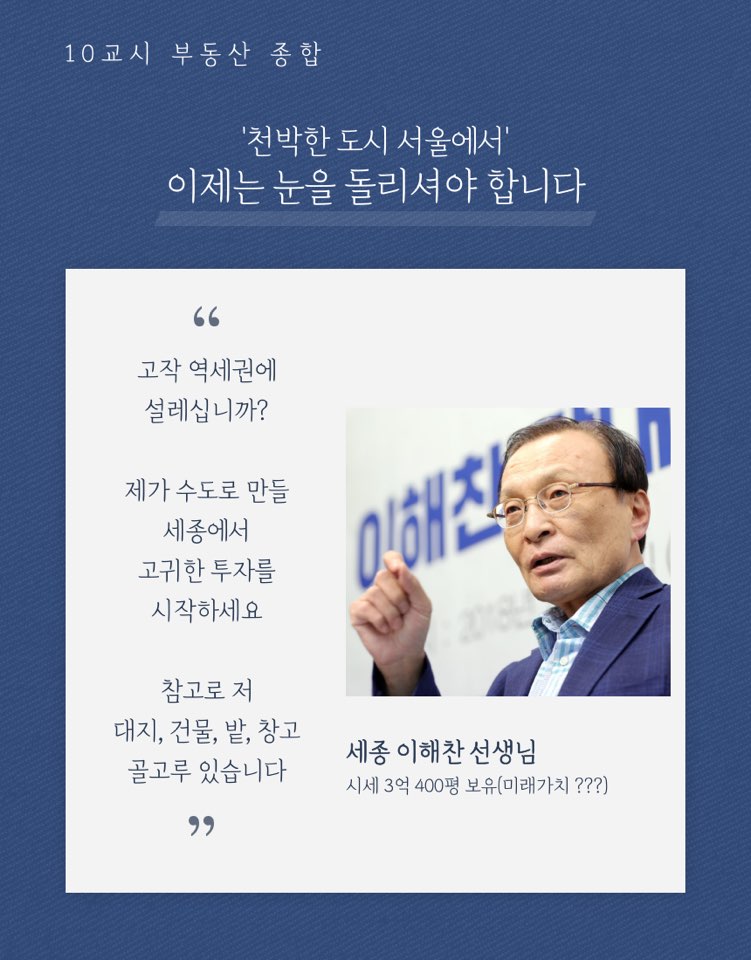 10교시 부동산 종합
'천박한 도시 서울에서'
이제는 눈을 돌리셔야 합니다
“
고작 역세권에
설레십니까?
제가 수도로 만들
세종에서
고귀한 투자를
시작하세요
참고로 저
대지, 건물, 밭, 창고
골고루 있습니다
”
이해찬
세종 이해찬 선생님
시세 3억 400평 보유(미래가치 ???)